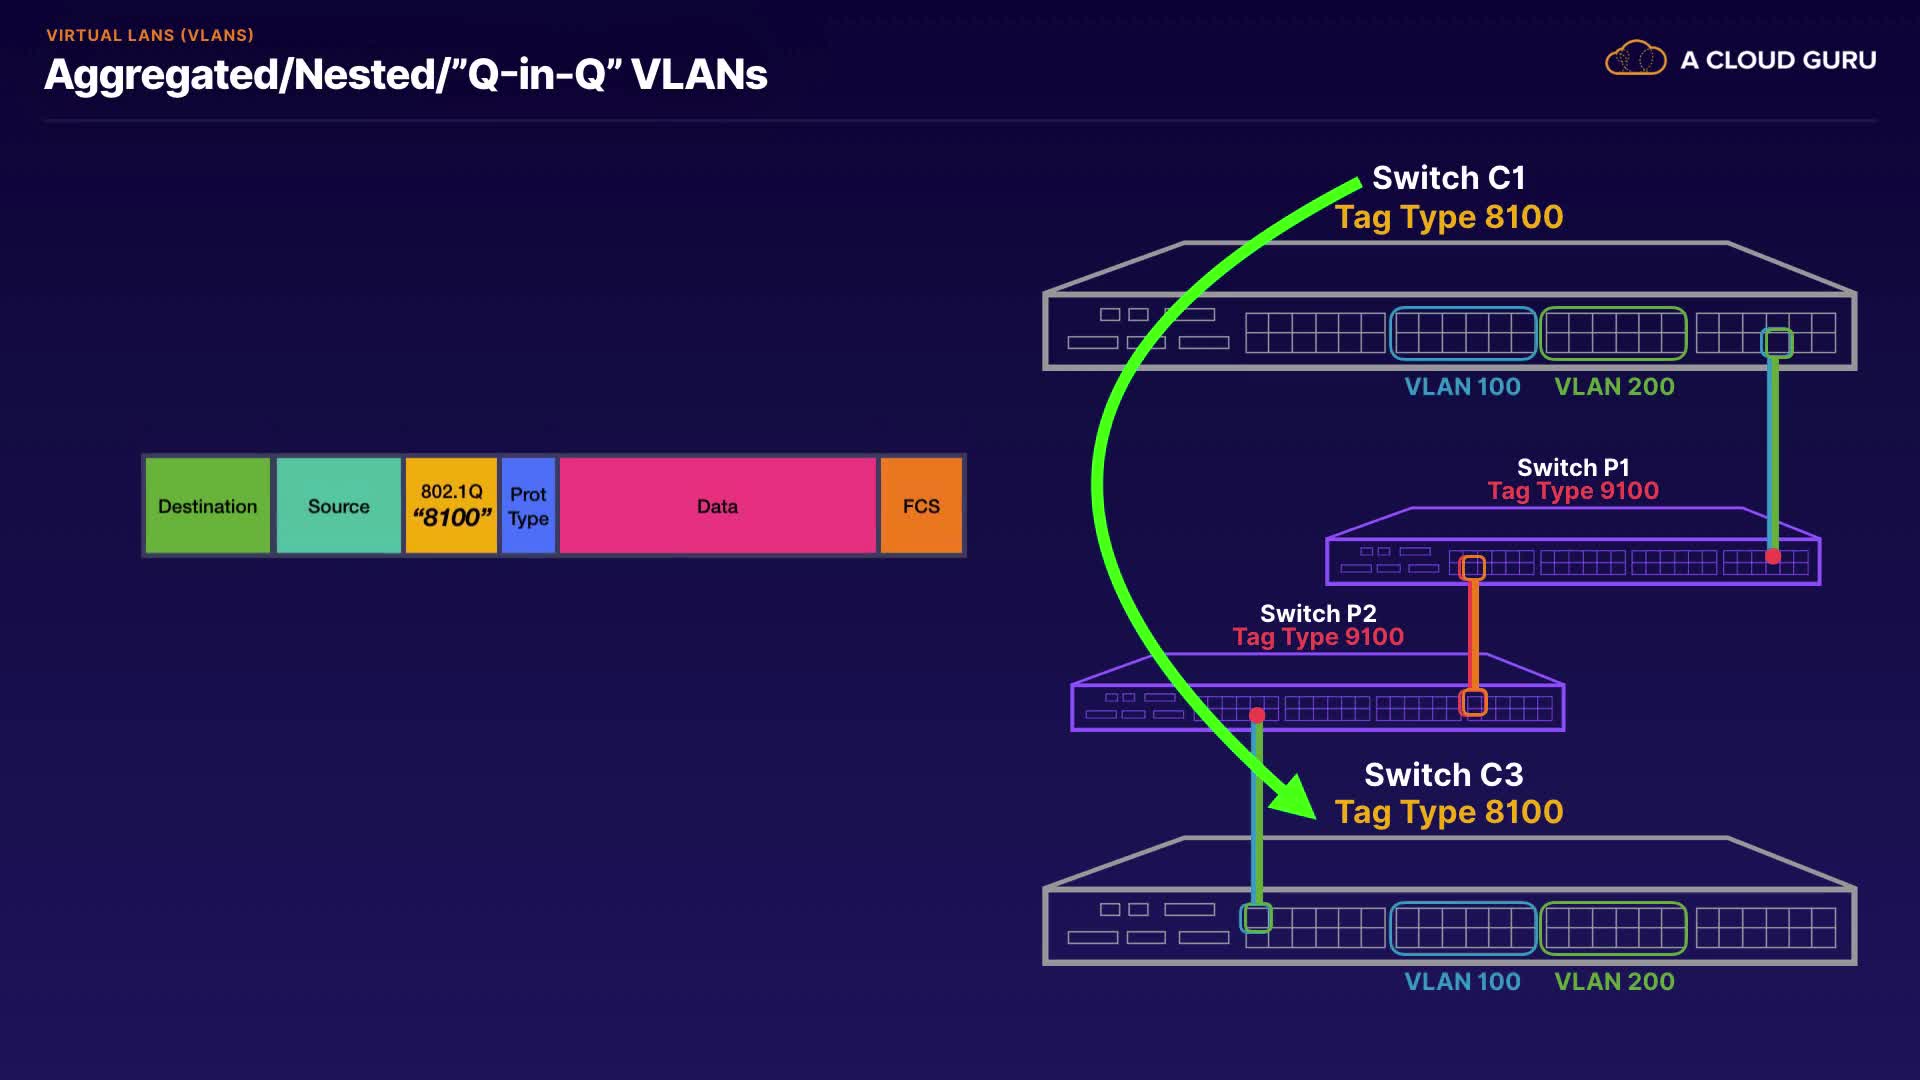 VIRTUAL LANS (VLANS)
Aggregated/Nested/”Q-in-Q” VLANs
A CLOUD GURU
Switch C1
Tag Type 8100
VLAN 100
VLAN 200
Switch P1
Tag Type 9100
Destination
Source
802.1Q
“8100”
Prot
Type
Data
FCS
Switch P2
Tag Type 9100
Switch C3
Tag Type 8100
VLAN 100
VLAN 200